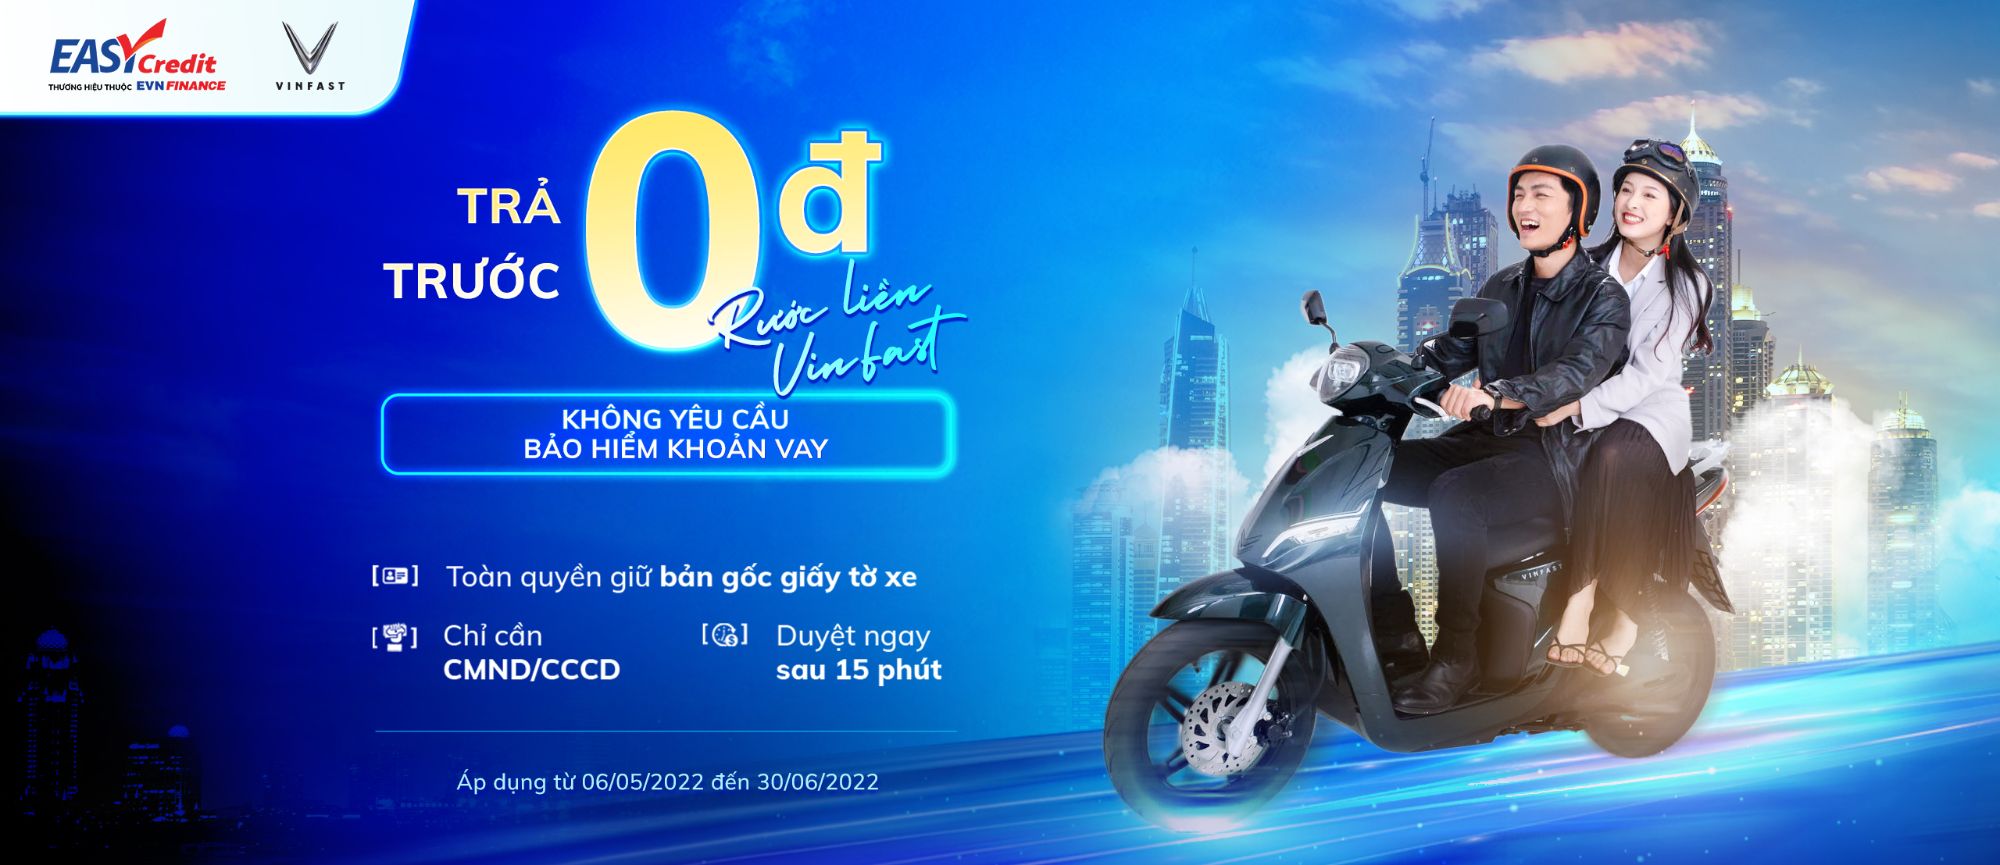 EASY Credit
THƯƠNG HIỆU THUỘC EVNFINANCE
VINFAST
TRẢ
TRƯỚC
0đ
Rước liền
Vinfast
KHÔNG YÊU CẦU
BẢO HIỂM KHOẢN VAY
Toàn quyền giữ bản gốc giấy tờ xe
Chỉ cần
CMND/CCCD
Duyệt ngay
sau 15 phút
Áp dụng từ 06/05/2022 đến 30/06/2022
VINFAST